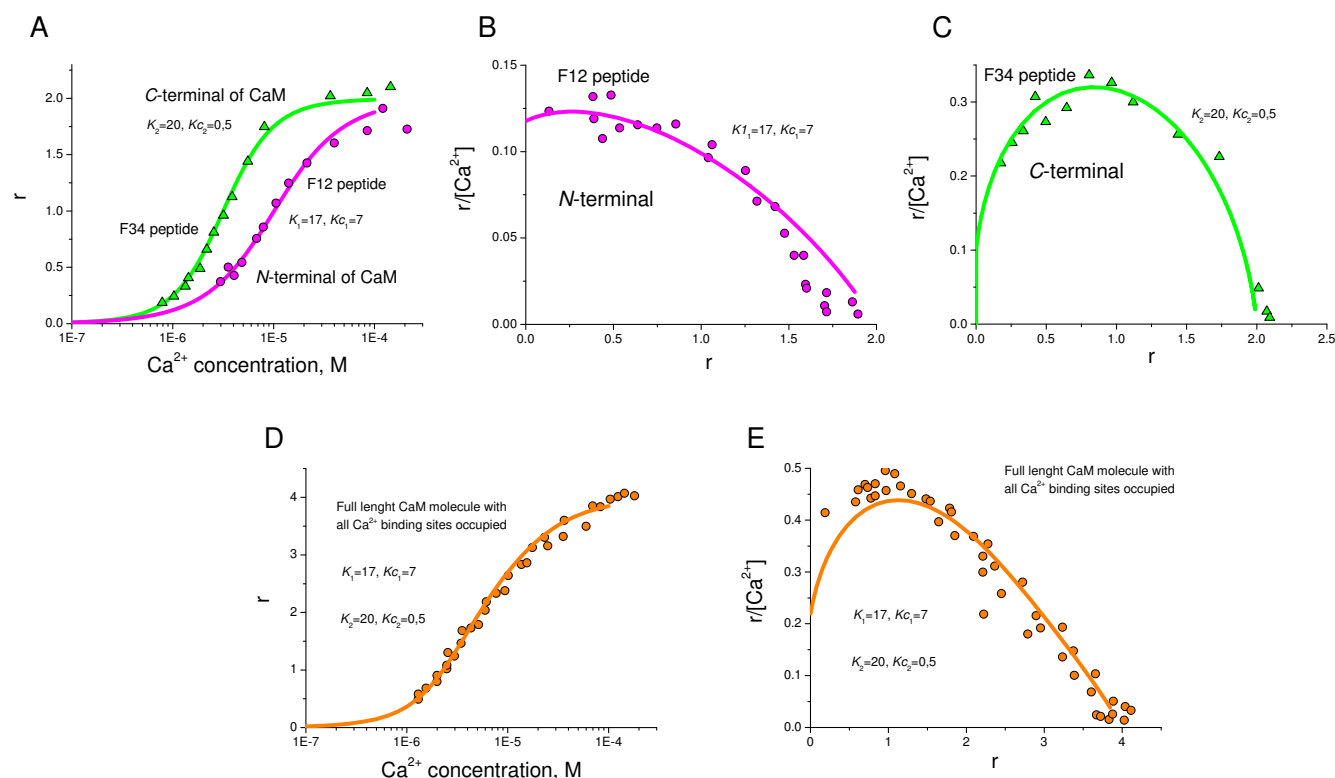 A
r
2.0
1.5
1.0
0.5
0.0
1E-7
1E-6
1E-5
1E-4
Ca²⁺ concentration, M
C-terminal of CaM
K₂=20, Kc₂=0,5
F34 peptide
F12 peptide
K₁=17, Kc₁=7
N-terminal of CaM
B
r/[Ca²⁺]
0.15
0.10
0.05
0.00
0.0
0.5
1.0
1.5
2.0
r
F12 peptide
K1₁=17, Kc₁=7
N-terminal
C
r/[Ca²⁺]
0.3
0.2
0.1
0.0
0.0
0.5
1.0
1.5
2.0
2.5
r
F34 peptide
K₂=20, Kc₂=0,5
C-terminal
D
r
4
3
2
1
0
1E-7
1E-6
1E-5
1E-4
Ca²⁺ concentration, M
Full lenght CaM molecule with
all Ca²⁺ binding sites occupied
K₁=17, Kc₁=7
K₂=20, Kc₂=0,5
E
r/[Ca²⁺]
0.5
0.4
0.3
0.2
0.1
0.0
0
1
2
3
4
r
Full lenght CaM molecule with
all Ca²⁺ binding sites occupied
K₁=17, Kc₁=7
K₂=20, Kc₂=0,5